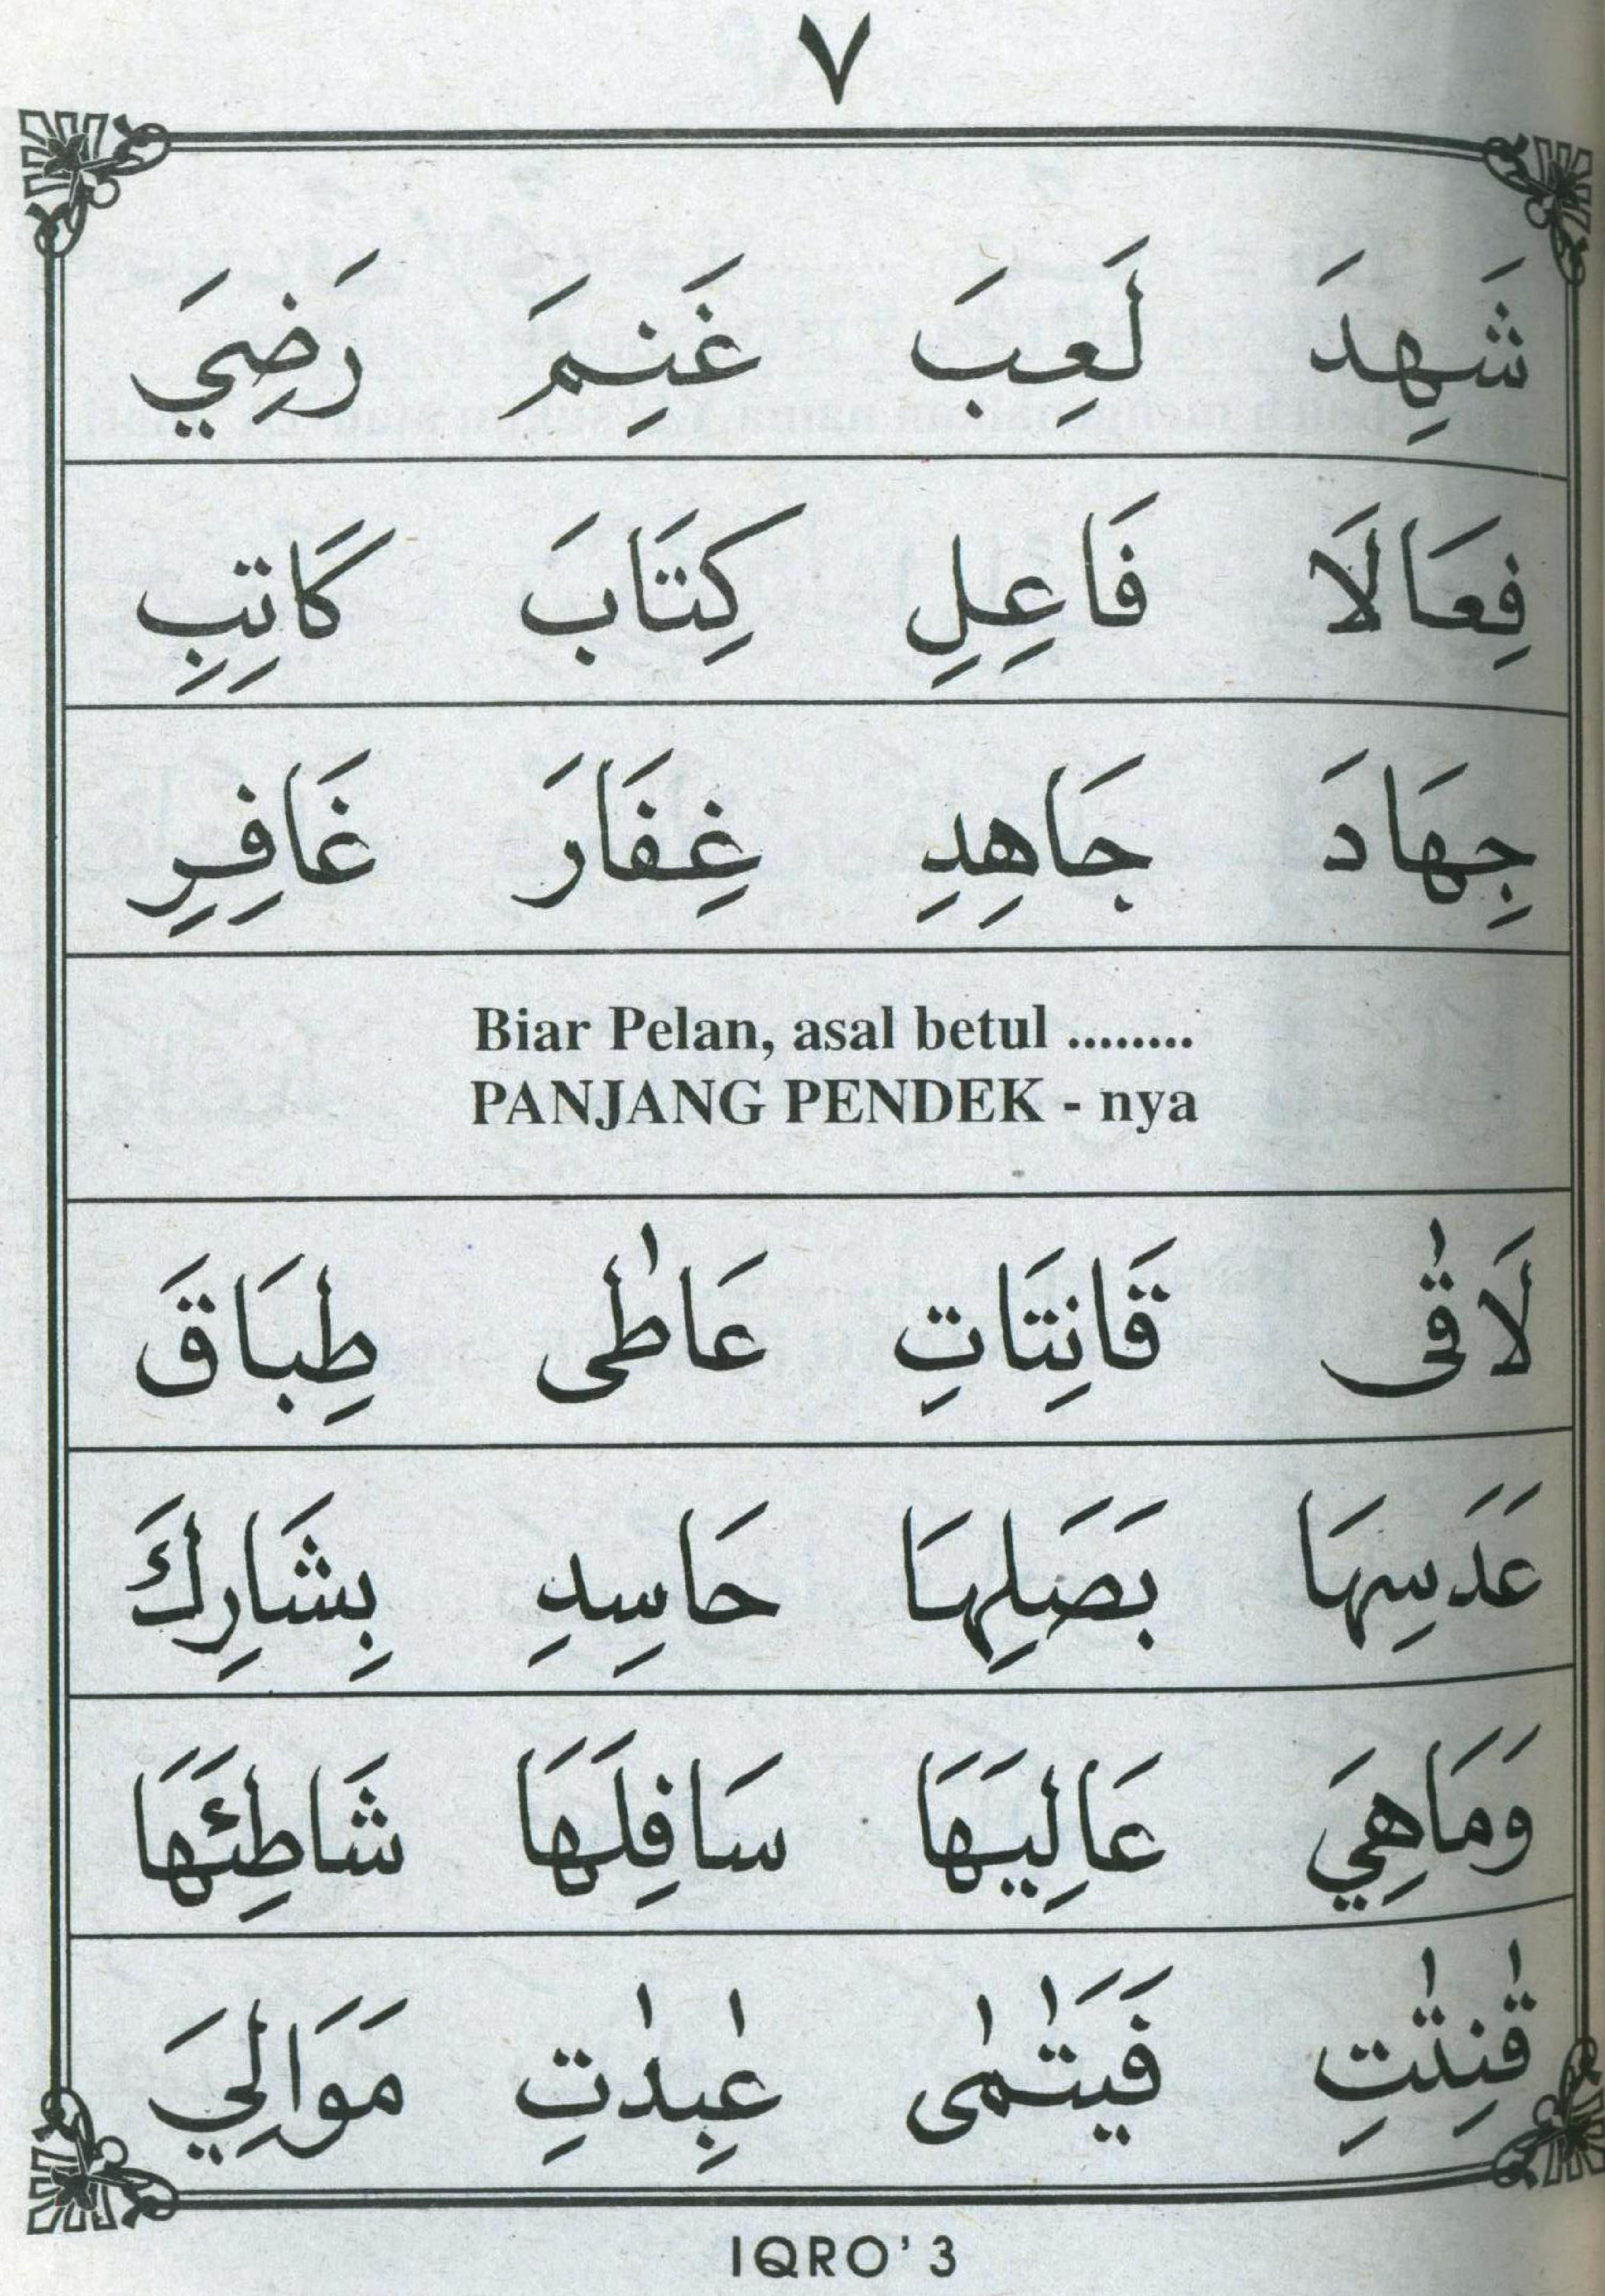 ٧
شَهِدَ لَعِبَ غَنِمَ رَضِيَ
فِعَالَا فَاعِلِ كِتَابَ كَاتِبِ
جِهَادَ جَاهِدِ غِفَارَ غَافِرِ
Biar Pelan, asal betul ........
PANJANG PENDEK - nya
لَاقٰى قَانِتَاتِ عَاطٰى طِبَاقَ
عَدَسِهَا بَصَلِهَا حَاسِدِ بِشَارِكَ
وَمَاهِيَ عَالِيَهَا سَافِلَهَا شَاطِئَهَا
قٰنِتٰتِ فَيَتٰمٰى عٰبِدٰتِ مَوَالِيَ
IQRO' 3